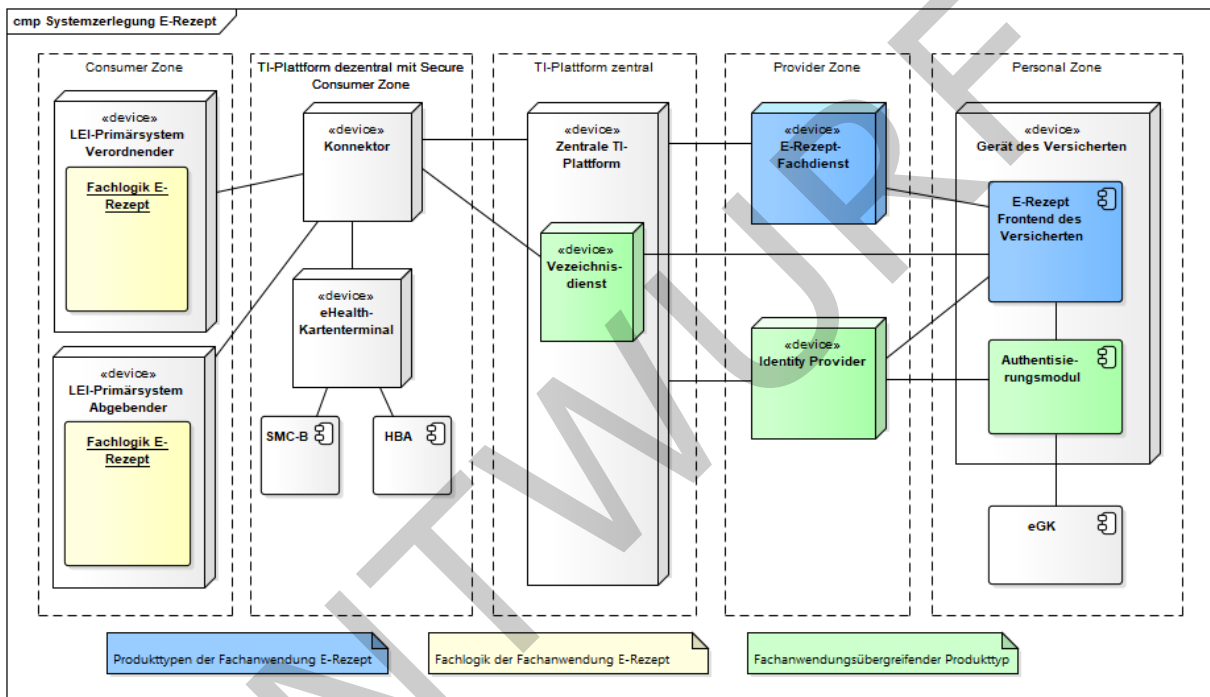 cmp Systemzerlegung E-Rezept
Consumer Zone
«device»
LEI-Primärsystem
Verordnender
Fachlogik E-
Rezept
«device»
LEI-Primärsystem
Abgebender
Fachlogik E-
Rezept
TI-Plattform dezentral mit Secure
Consumer Zone
«device»
Konnektor
«device»
eHealth-
Kartenterminal
SMC-B
HBA
TI-Plattform zentral
«device»
Zentrale TI-
Plattform
«device»
Vezeichnis-
dienst
Provider Zone
«device»
E-Rezept-
Fachdienst
«device»
Identity Provider
Personal Zone
«device»
Gerät des Versicherten
E-Rezept
Frontend des
Versicherten
Authentisie-
rungsmodul
eGK
Produkttypen der Fachanwendung E-Rezept
Fachlogik der Fachanwendung E-Rezept
Fachanwendungsübergreifender Produkttyp
ENTWURF